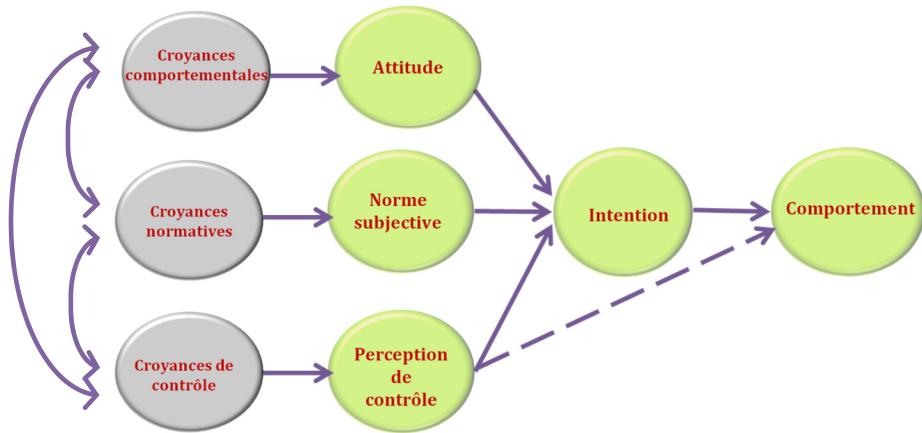 Croyances
comportementales
Attitude
Croyances
normatives
Norme
subjective
Intention
Comportement
Croyances de
contrôle
Perception
de
contrôle